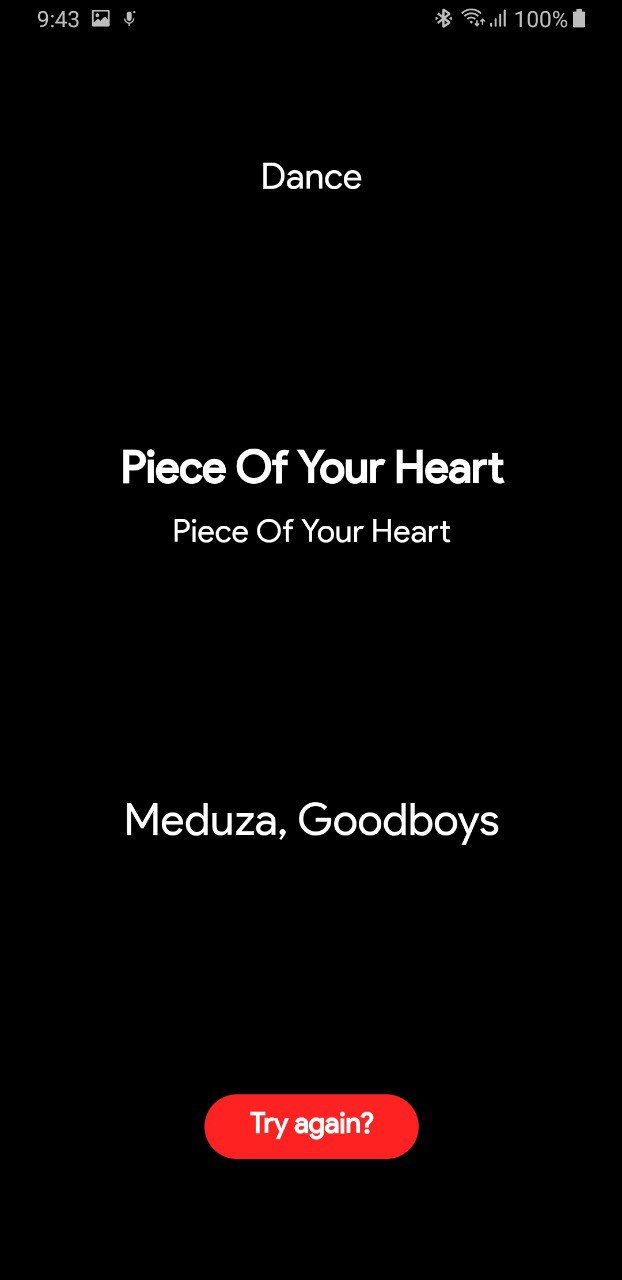 9:43 100%
Dance
Piece Of Your Heart
Piece Of Your Heart
Meduza, Goodboys
Try again?